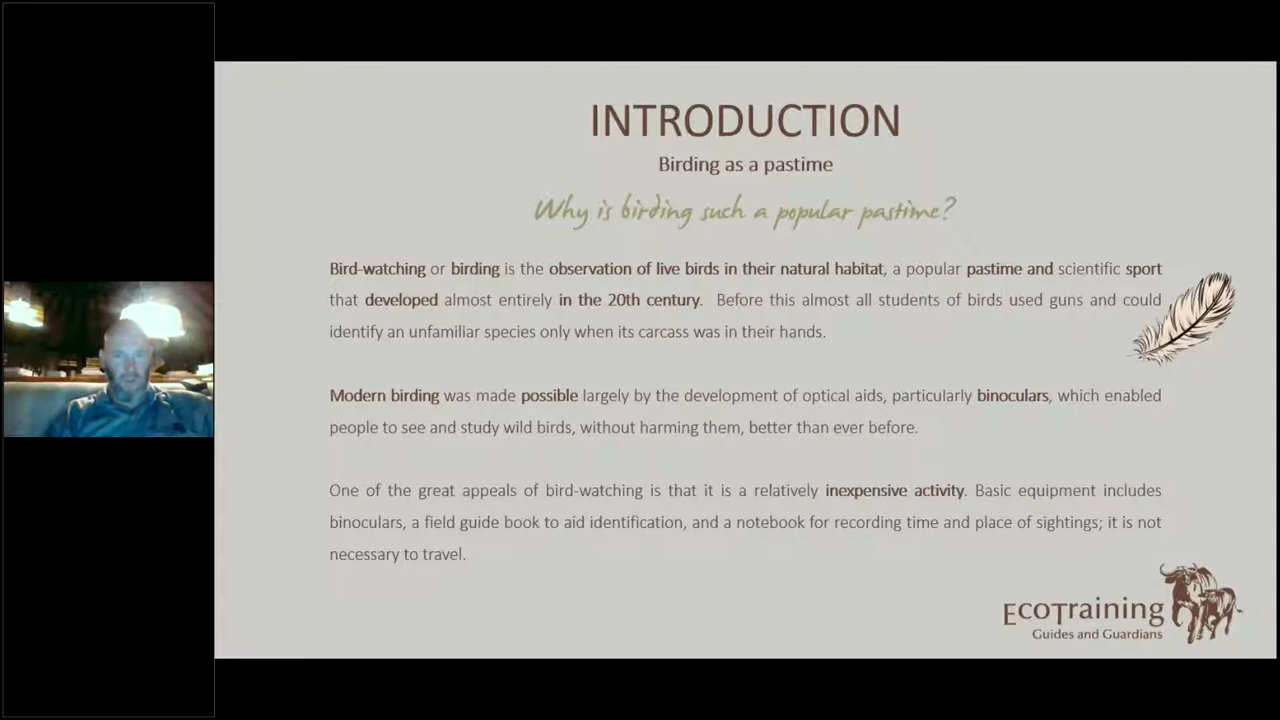 INTRODUCTION
Birding as a pastime
Why is birding such a popular pastime?
Bird-watching or birding is the observation of live birds in their natural habitat, a popular pastime and scientific sport
that developed almost entirely in the 20th century. Before this almost all students of birds used guns and could
identify an unfamiliar species only when its carcass was in their hands.
Modern birding was made possible largely by the development of optical aids, particularly binoculars, which enabled
people to see and study wild birds, without harming them, better than ever before.
One of the great appeals of bird-watching is that it is a relatively inexpensive activity. Basic equipment includes
binoculars, a field guide book to aid identification, and a notebook for recording time and place of sightings; it is not
necessary to travel.
EcoTraining
Guides and Guardians